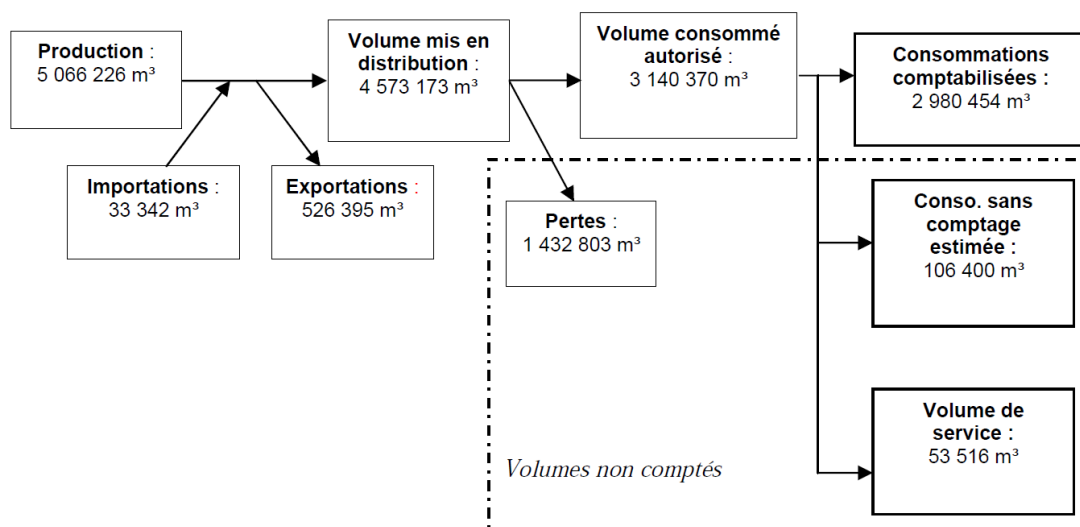 Production :
5 066 226 m³
Volume mis en
distribution :
4 573 173 m³
Volume consommé
autorisé :
3 140 370 m³
Consommations
comptabilisées :
2 980 454 m³
Importations :
33 342 m³
Exportations :
526 395 m³
Pertes :
1 432 803 m³
Conso. sans
comptage
estimée :
106 400 m³
Volume de
service :
53 516 m³
Volumes non comptés